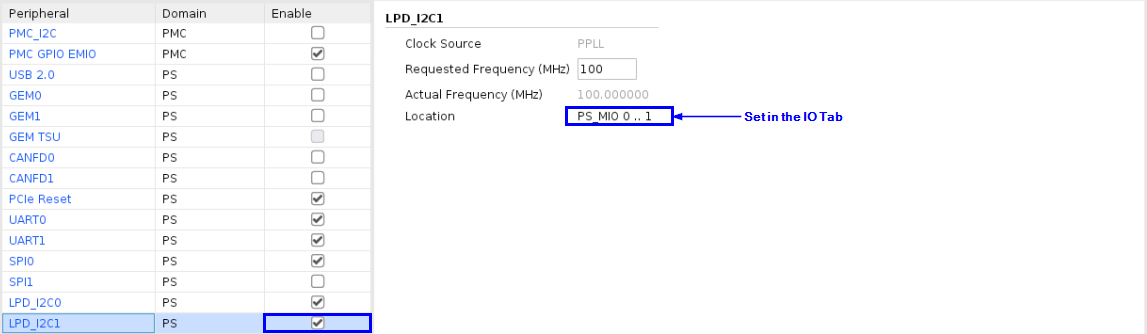 Peripheral Domain Enable
PMC_I2C PMC
PMC GPIO EMIO PMC
USB 2.0 PS
GEM0 PS
GEM1 PS
GEM TSU PS
CANFD0 PS
CANFD1 PS
PCIe Reset PS
UART0 PS
UART1 PS
SPI0 PS
SPI1 PS
LPD_I2C0 PS
LPD_I2C1 PS
LPD_I2C1
Clock Source PPLL
Requested Frequency (MHz) 100
Actual Frequency (MHz) 100.000000
Location PS_MIO 0 .. 1 Set in the IO Tab